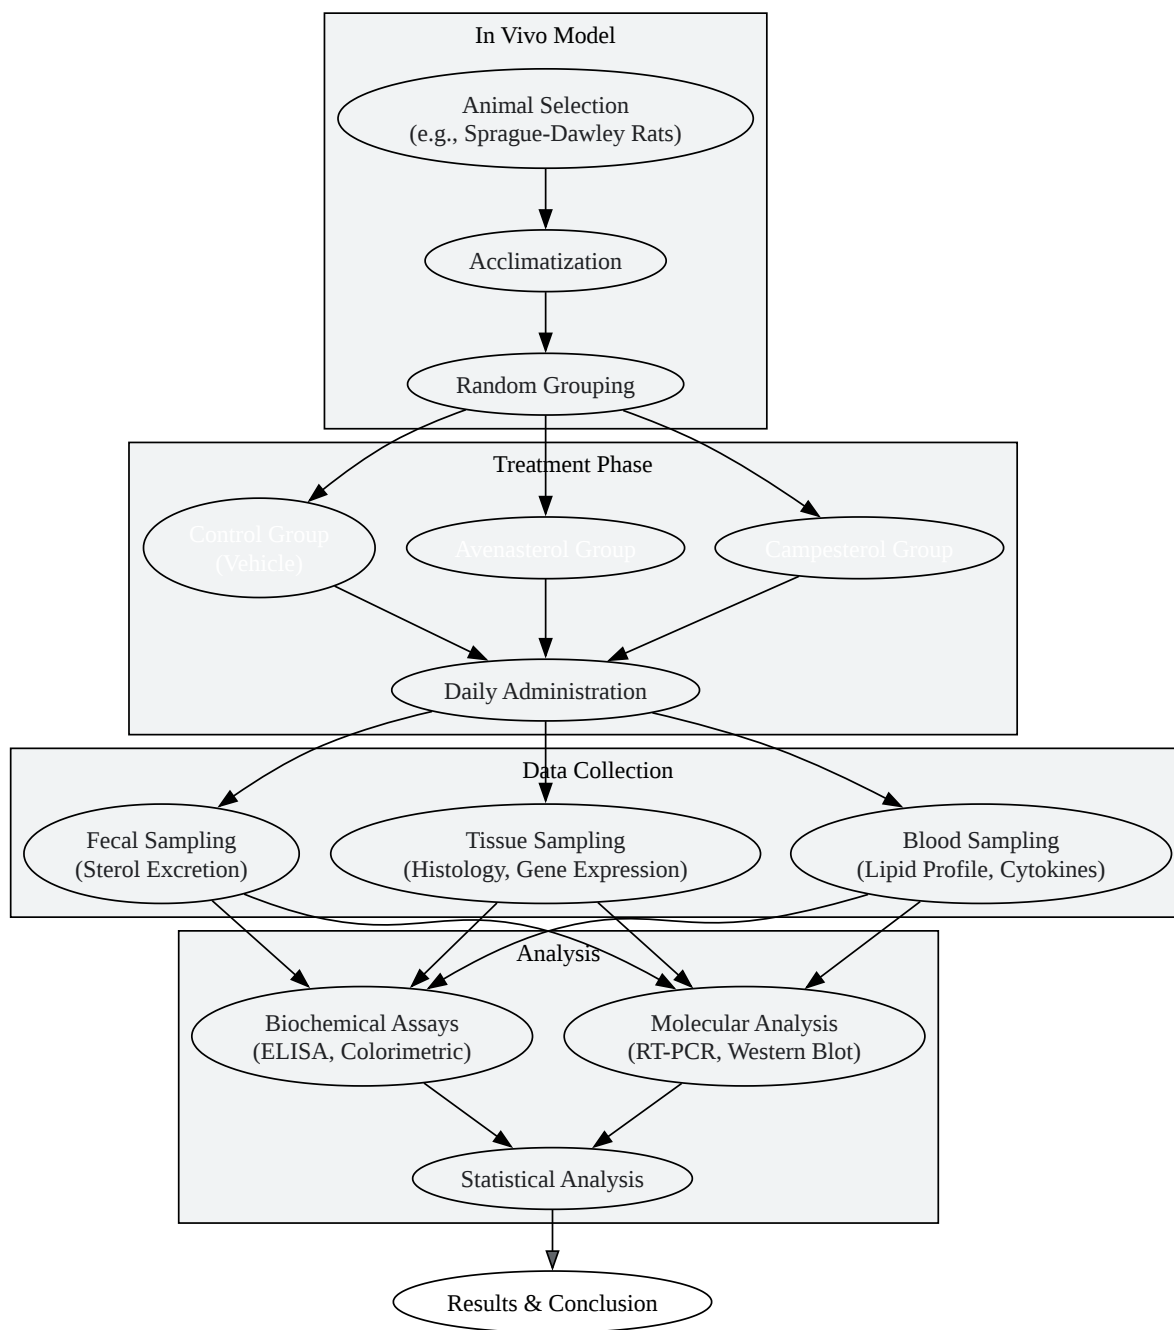 In Vivo Model
Animal Selection
(e.g., Sprague-Dawley Rats)
Acclimatization
Random Grouping
Treatment Phase
Control Group
(Vehicle)
Avenasterol Group
Campesterol Group
Daily Administration
Data Collection
Fecal Sampling
(Sterol Excretion)
Tissue Sampling
(Histology, Gene Expression)
Blood Sampling
(Lipid Profile, Cytokines)
Analysis
Biochemical Assays
(ELISA, Colorimetric)
Molecular Analysis
(RT-PCR, Western Blot)
Statistical Analysis
Results & Conclusion